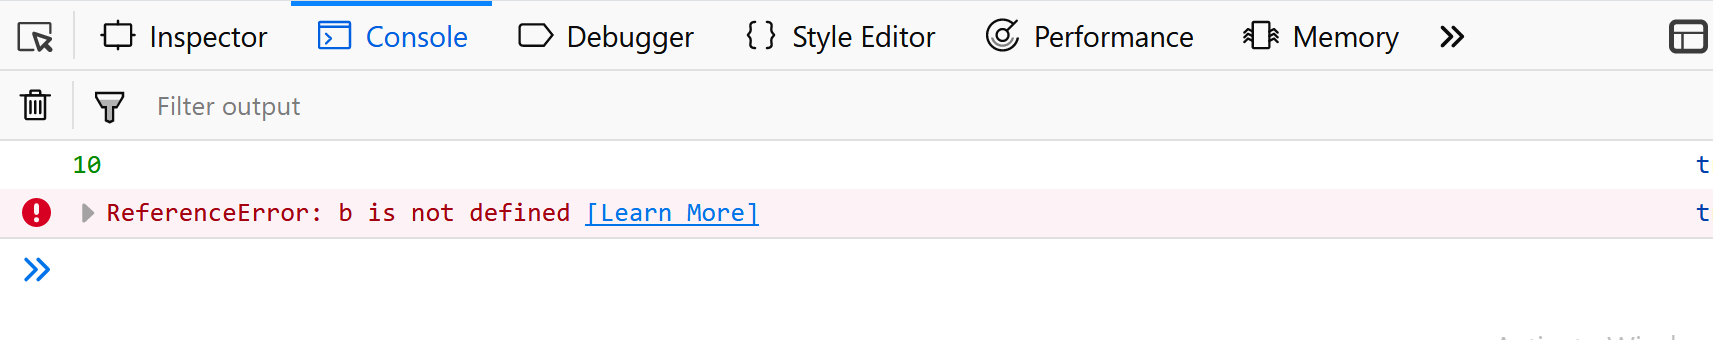 Inspector Console Debugger { } Style Editor Performance Memory
Filter output
10 t
ReferenceError: b is not defined [Learn More] t